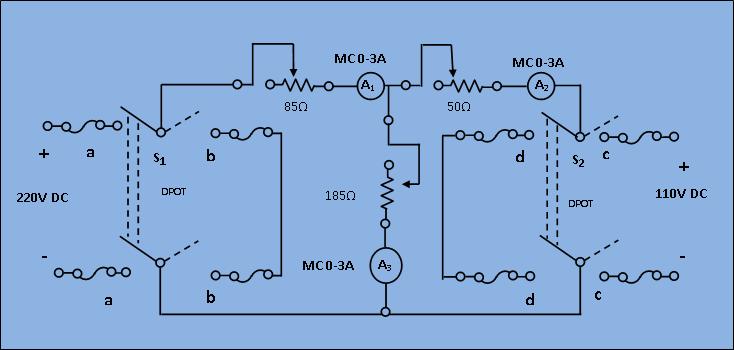 MC0-3A
MC0-3A
A₁
A₂
85Ω
50Ω
+
a
S₁
b
d
S₂
c
+
220V DC
DPOT
185Ω
DPOT
110V DC
-
MC0-3A
A₃
-
a
b
d
c